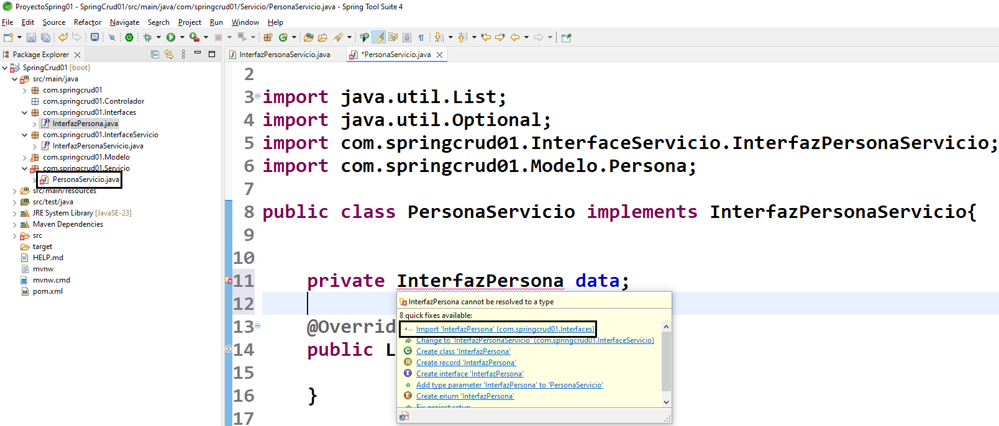 ProyectoSpring01 - SpringCrud01/src/main/java/com/springcrud01/Servicio/PersonaServicio.java - Spring Tool Suite 4
File Edit Source Refactor Navigate Search Project Run Window Help
Package Explorer
InterfazPersonaServicio.java
*PersonaServicio.java
SpringCrud01 [boot]
src/main/java
com.springcrud01
com.springcrud01.Controlador
com.springcrud01.Interfaces
InterfazPersona.java
com.springcrud01.InterfaceServicio
InterfazPersonaServicio.java
com.springcrud01.Modelo
com.springcrud01.Servicio
PersonaServicio.java
src/main/resources
src/test/java
JRE System Library [JavaSE-23]
Maven Dependencies
src
target
HELP.md
mvnw
mvnw.cmd
pom.xml
2
3 import java.util.List;
4 import java.util.Optional;
5 import com.springcrud01.InterfaceServicio.InterfazPersonaServicio;
6 import com.springcrud01.Modelo.Persona;
7
8 public class PersonaServicio implements InterfazPersonaServicio{
9
10
11 private InterfazPersona data;
12
13 @Overrid
14 public L
15
16 }
17
InterfazPersona cannot be resolved to a type
8 quick fixes available:
Import 'InterfazPersona' (com.springcrud01.Interfaces)
Change to 'InterfazPersonaServicio' (com.springcrud01.InterfaceServicio)
Create class 'InterfazPersona'
Create record 'InterfazPersona'
Create interface 'InterfazPersona'
Add type parameter 'InterfazPersona' to 'PersonaServicio'
Create enum 'InterfazPersona'
Fix project setup...